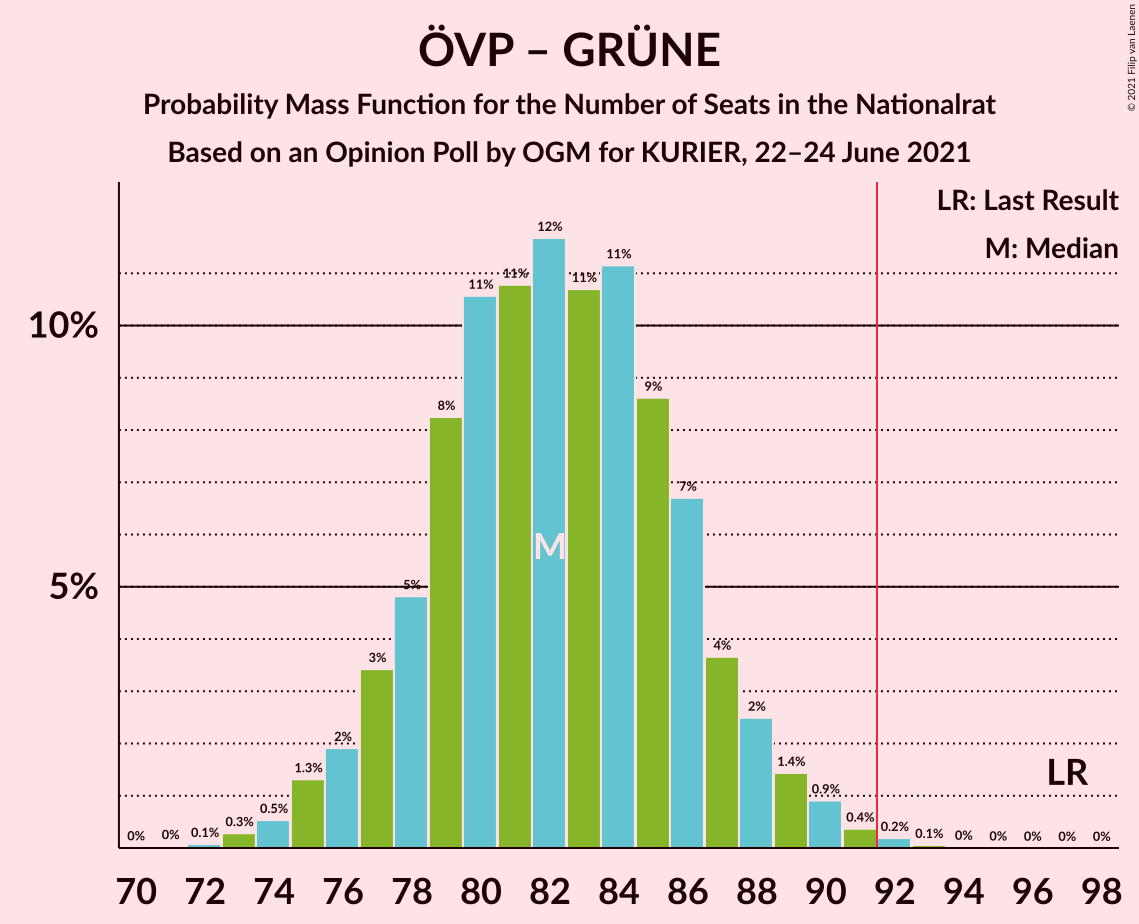 ÖVP – GRÜNE
Probability Mass Function for the Number of Seats in the Nationalrat
Based on an Opinion Poll by OGM for KURIER, 22–24 June 2021
© 2021 Filip van Laenen
LR: Last Result
M: Median
10%
5%
0% 0% 0.1% 0.3% 0.5% 1.3% 2% 3% 5% 8% 11% 11% 12% 11% 11% 9% 7% 4% 2% 1.4% 0.9% 0.4% 0.2% 0.1% 0% 0% 0% 0% 0%
M
LR
70 72 74 76 78 80 82 84 86 88 90 92 94 96 98